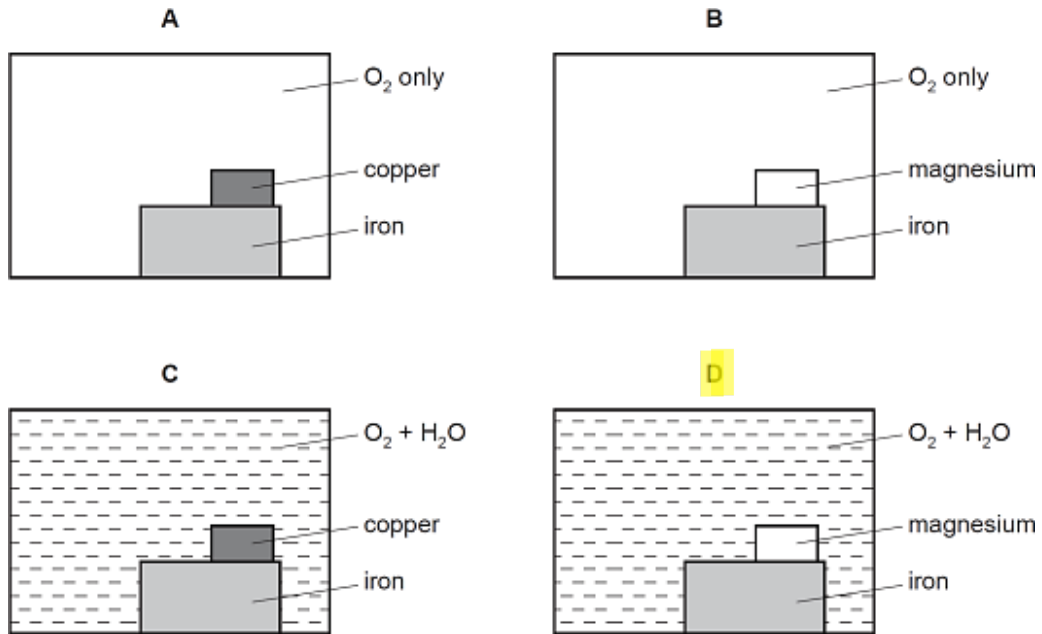 A
O₂ only
copper
iron
B
O₂ only
magnesium
iron
C
O₂ + H₂O
copper
iron
D
O₂ + H₂O
magnesium
iron